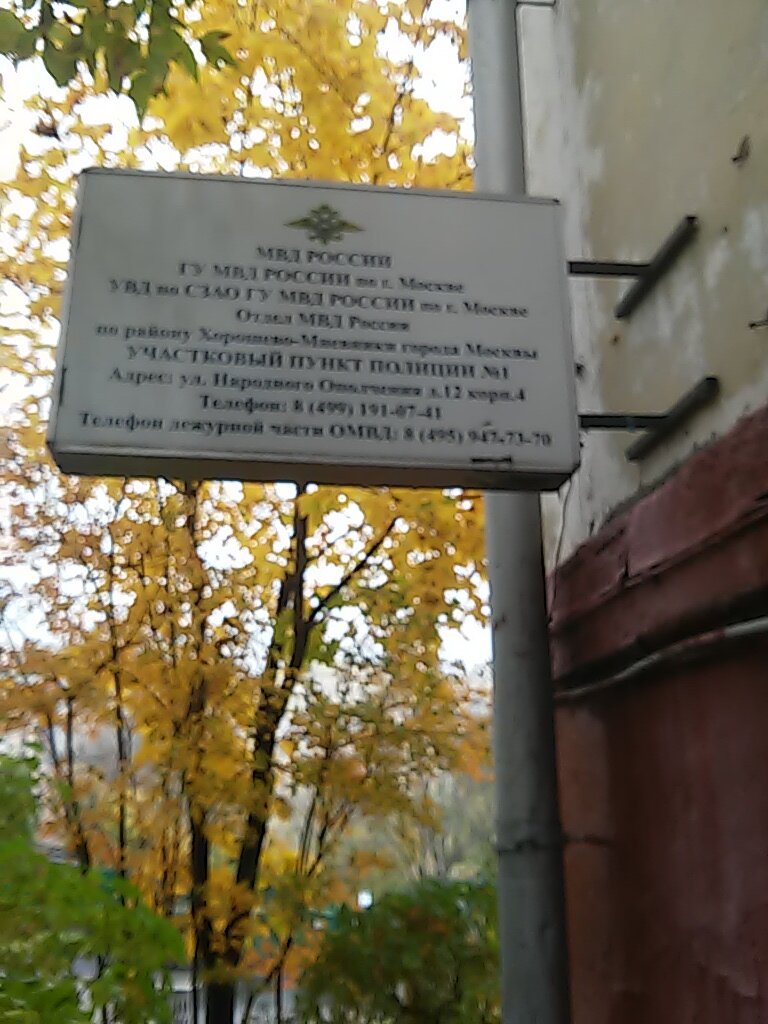 МВД РОССИИ
ГУ МВД РОССИИ по г. Москве
УВД по СЗАО ГУ МВД РОССИИ по г. Москве
Отдел МВД России
по району Хорошево-Мневники города Москвы
УЧАСТКОВЫЙ ПУНКТ ПОЛИЦИИ №1
Адрес: ул. Народного Ополчения д.12 корп.4
Телефон: 8 (499) 191-07-41
Телефон дежурной части ОМВД: 8 (495) 947-73-70